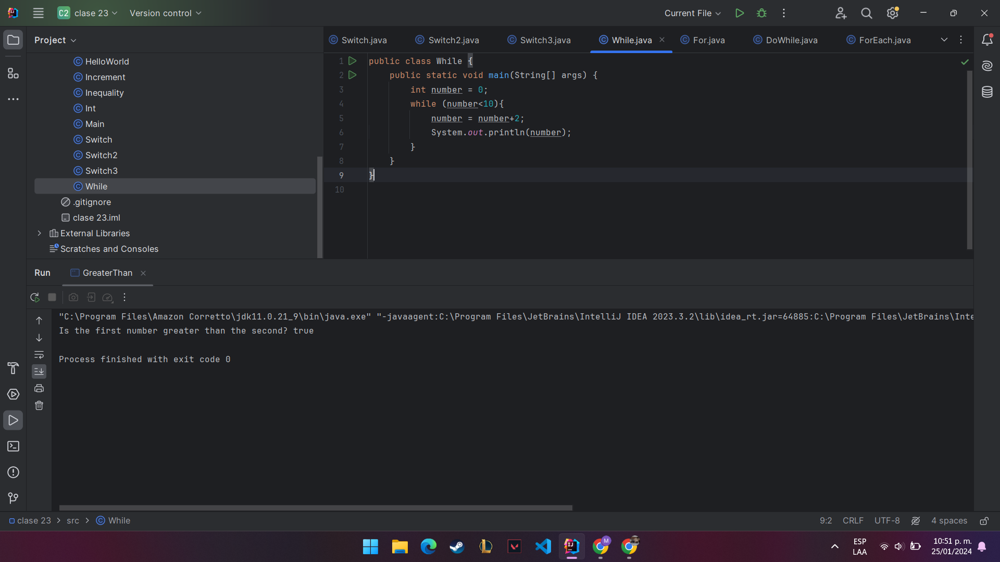 C2 clase 23 Version control Current File
Project
Switch.java Switch2.java Switch3.java While.java For.java DoWhile.java ForEach.java
HelloWorld
Increment
Inequality
Int
Main
Switch
Switch2
Switch3
While
.gitignore
clase 23.iml
External Libraries
Scratches and Consoles
1 public class While {
2 public static void main(String[] args) {
3 int number = 0;
4 while (number<10){
5 number = number+2;
6 System.out.println(number);
7 }
8 }
9 }
10
Run GreaterThan
"C:\Program Files\Amazon Corretto\jdk11.0.21_9\bin\java.exe" "-javaagent:C:\Program Files\JetBrains\IntelliJ IDEA 2023.3.2\lib\idea_rt.jar=64885:C:\Program Files\JetBrains\Inte
Is the first number greater than the second? true
Process finished with exit code 0
clase 23 src While 9:2 CRLF UTF-8 4 spaces
ESP
LAA
10:51 p. m.
25/01/2024